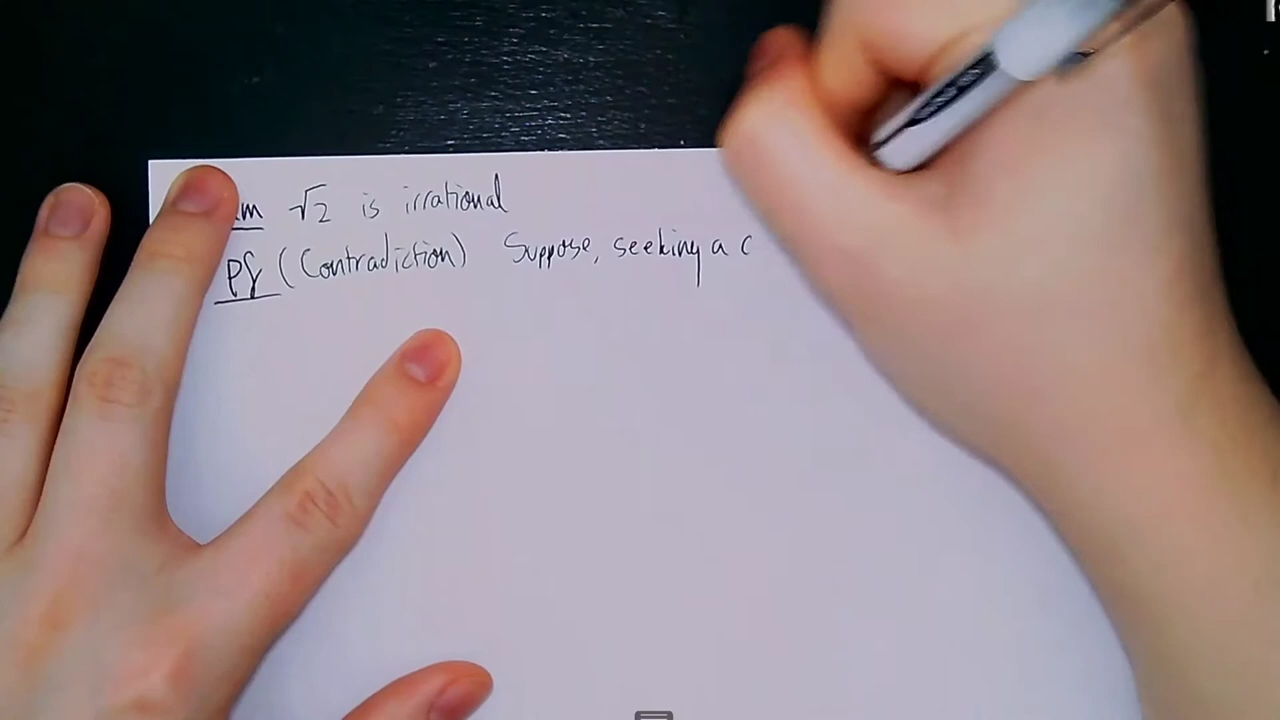 m √2 is irrational
pf (Contradiction) Suppose, seeking a c